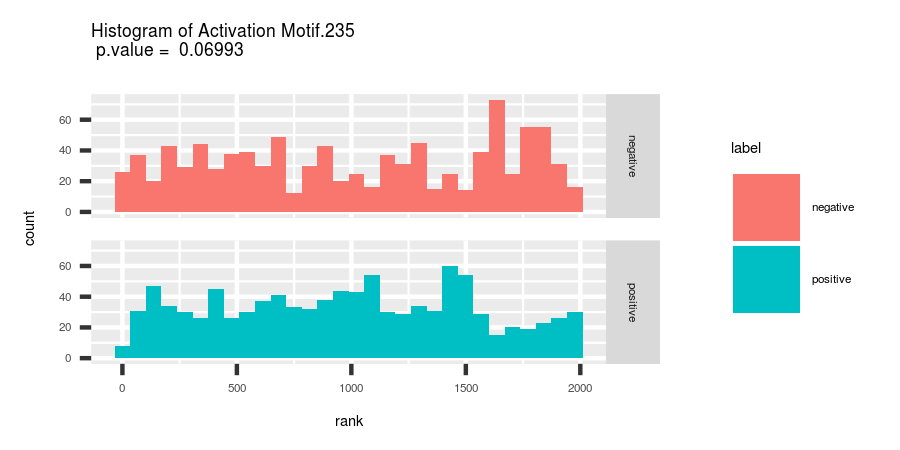 Histogram of Activation Motif.235
p.value = 0.06993
count
60
40
20
0
negative
60
40
20
0
positive
0 500 1000 1500 2000
rank
label
negative
positive